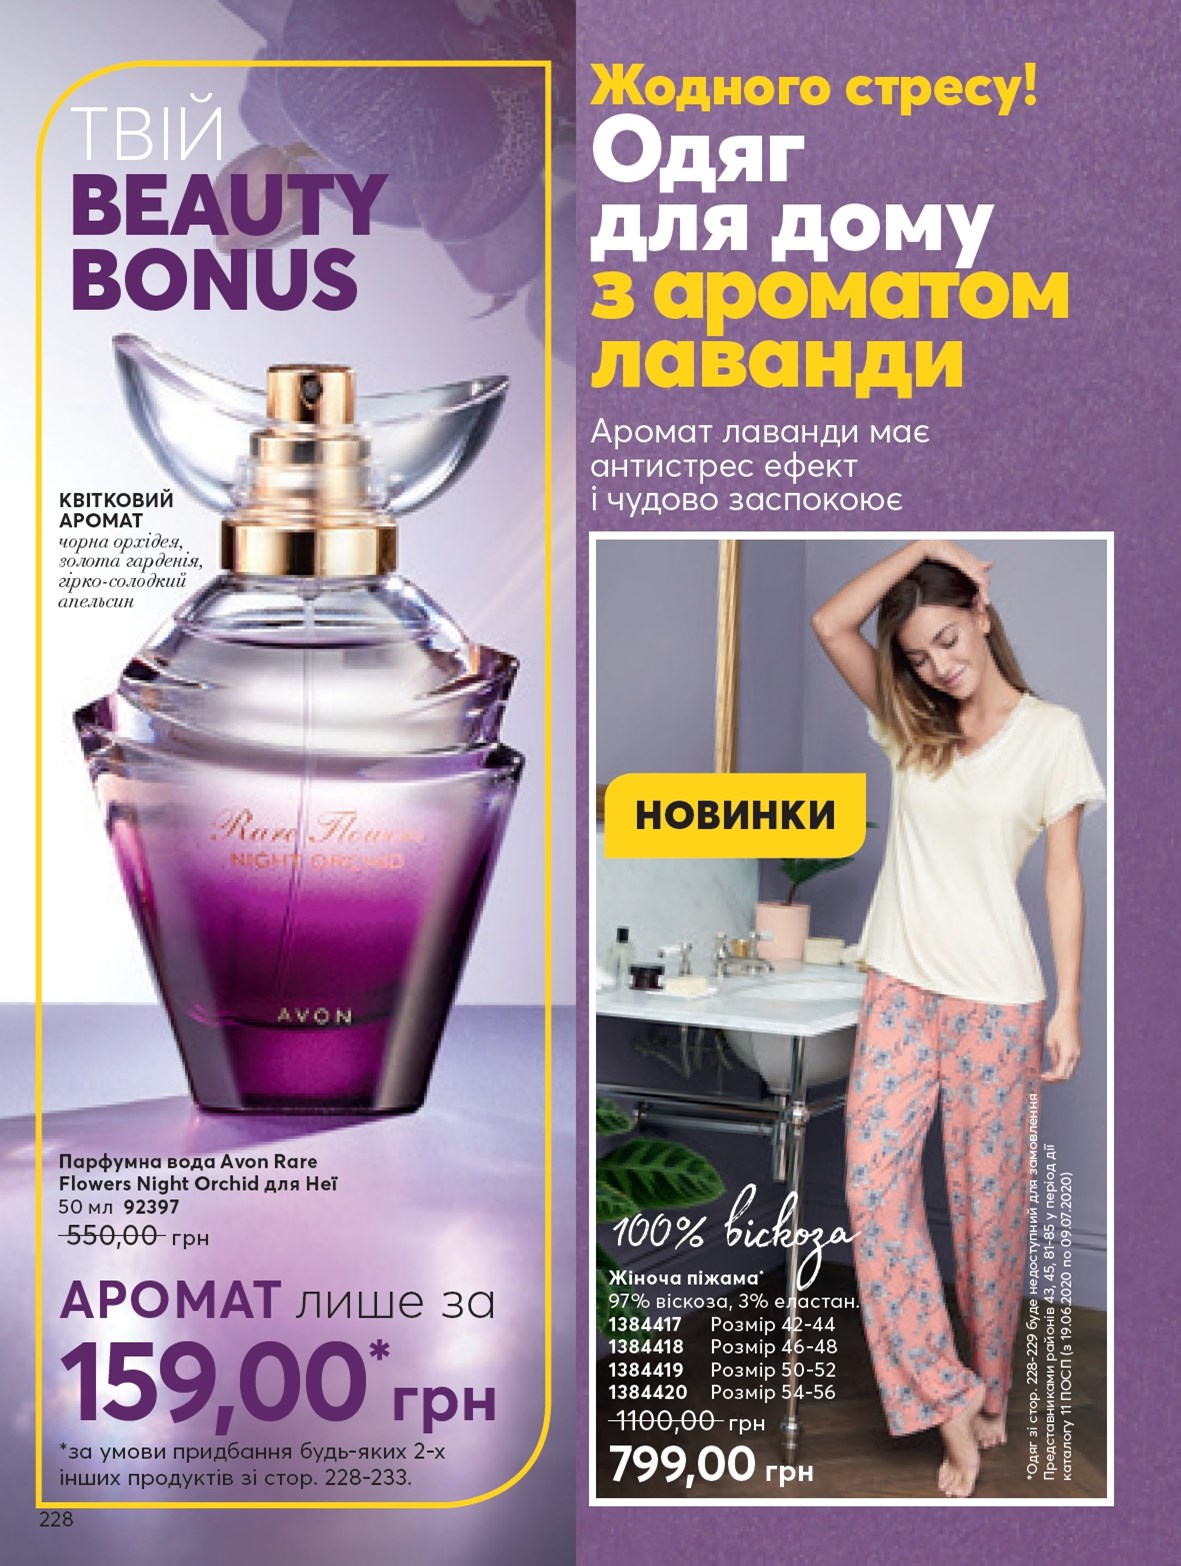 ТВІЙ
BEAUTY
BONUS
КВІТКОВИЙ
АРОМАТ
чорна орхідея,
золота гарденія,
гірко-солодкий
апельсин
Rare Flowers
NIGHT ORCHID
AVON
Парфумна вода Avon Rare
Flowers Night Orchid для Неї
50 мл 92397
550,00 грн
АРОМАТ лише за
159,00* грн
*за умови придбання будь-яких 2-х
інших продуктів зі стор. 228-233.
228
Жодного стресу!
Одяг
для дому
з ароматом
лаванди
Аромат лаванди має
антистрес ефект
і чудово заспокоює
НОВИНКИ
100% віскоза
Жіноча піжама*
97% віскоза, 3% еластан.
1384417 Розмір 42-44
1384418 Розмір 46-48
1384419 Розмір 50-52
1384420 Розмір 54-56
1100,00 грн
799,00 грн
*Одяг зі стор. 228-229 буде недоступний для замовлення
Представниками районів 43, 45, 81-85 у період дії
каталогу 11 ПОСП (з 19.06.2020 по 09.07.2020)